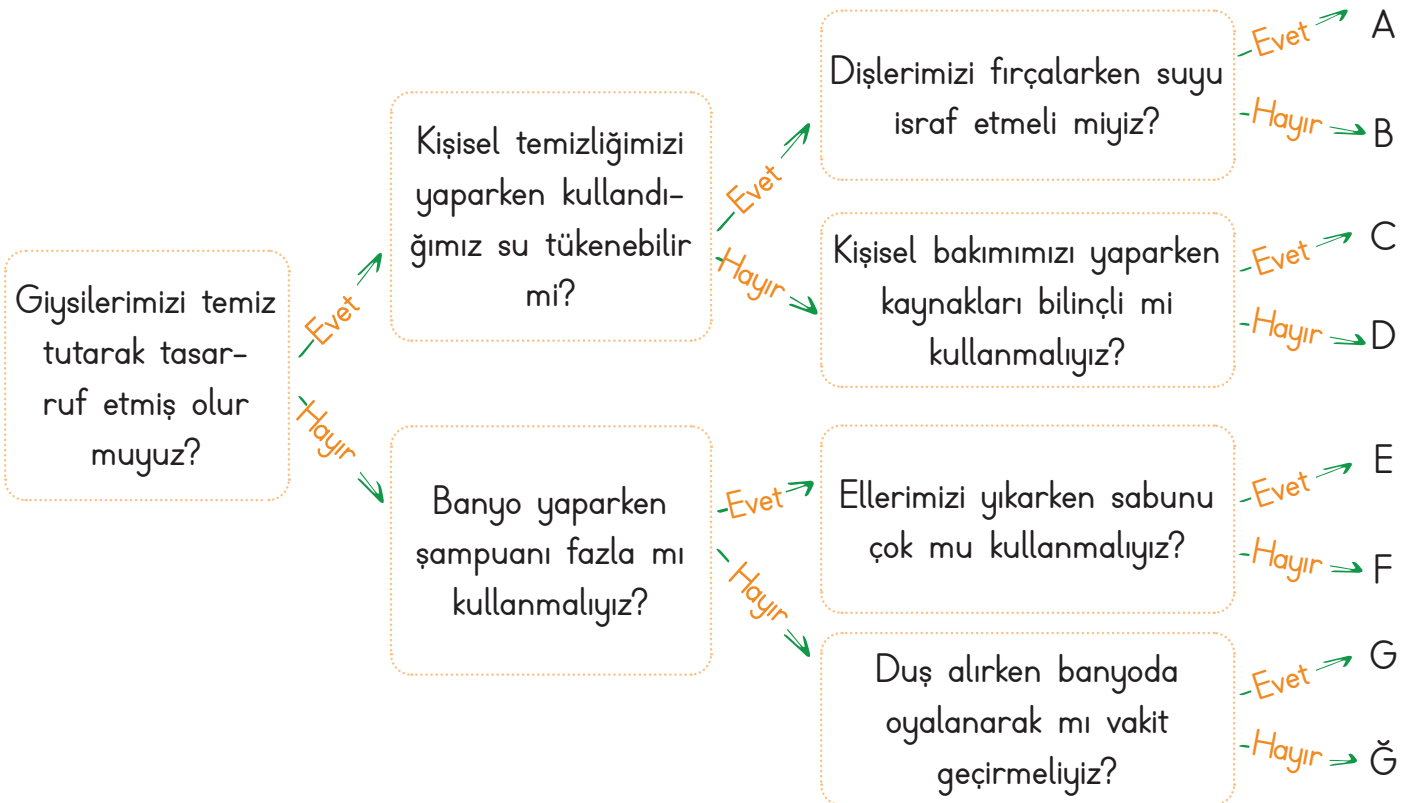 Giysilerimizi temiz
tutarak tasar-
ruf etmiş olur
muyuz?
Evet
Hayır
Kişisel temizliğimizi
yaparken kullandı-
ğımız su tükenebilir
mi?
Evet
Hayır
Banyo yaparken
şampuanı fazla mı
kullanmalıyız?
Evet
Hayır
Dişlerimizi fırçalarken suyu
israf etmeli miyiz?
Evet
A
Hayır
B
Kişisel bakımımızı yaparken
kaynakları bilinçli mi
kullanmalıyız?
Evet
C
Hayır
D
Ellerimizi yıkarken sabunu
çok mu kullanmalıyız?
Evet
E
Hayır
F
Duş alırken banyoda
oyalanarak mı vakit
geçirmeliyiz?
Evet
G
Hayır
Ğ